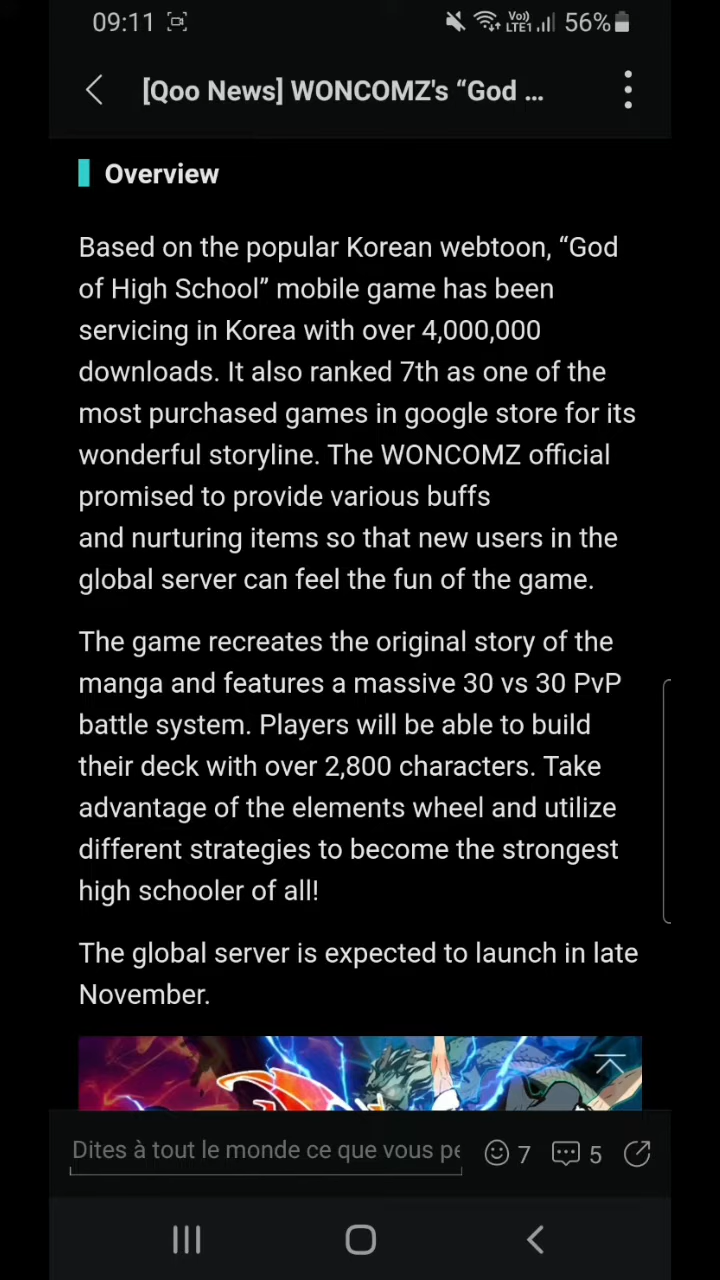 09:11
Vo)
LTE1
56%
[Qoo News] WONCOMZ's “God ...
Overview
Based on the popular Korean webtoon, “God
of High School” mobile game has been
servicing in Korea with over 4,000,000
downloads. It also ranked 7th as one of the
most purchased games in google store for its
wonderful storyline. The WONCOMZ official
promised to provide various buffs
and nurturing items so that new users in the
global server can feel the fun of the game.
The game recreates the original story of the
manga and features a massive 30 vs 30 PvP
battle system. Players will be able to build
their deck with over 2,800 characters. Take
advantage of the elements wheel and utilize
different strategies to become the strongest
high schooler of all!
The global server is expected to launch in late
November.
Dites à tout le monde ce que vous pe
7
5